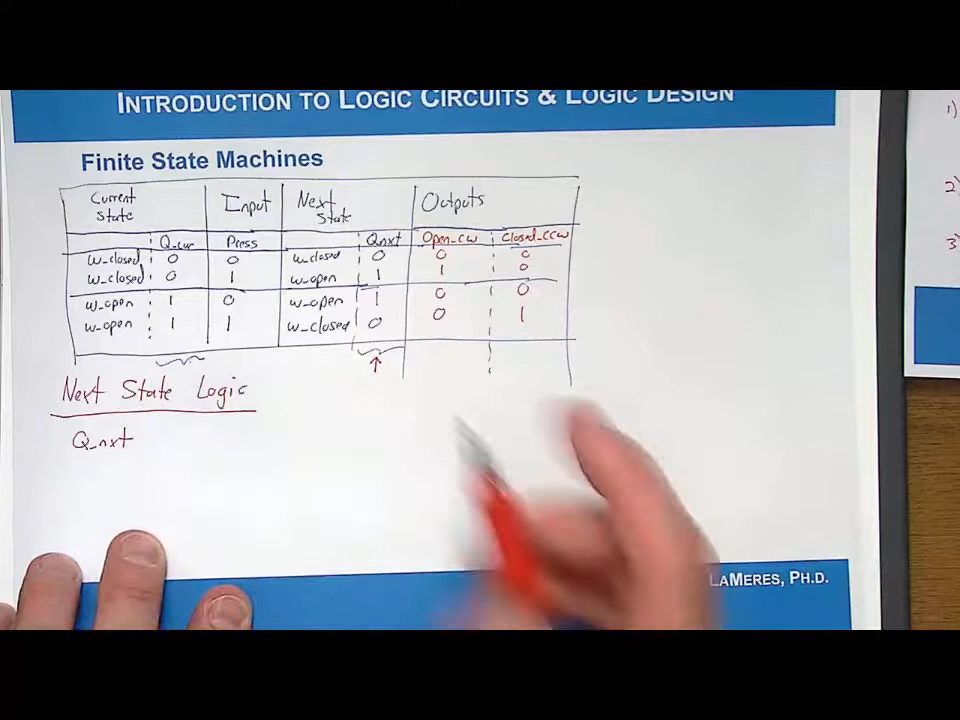 INTRODUCTION TO LOGIC CIRCUITS & LOGIC DESIGN
1)
Finite State Machines
2)
Current State Input Next State Outputs
3)
Q_cur Press Qnxt Open_cw Closed_ccw
w_closed 0 0 w_closed 0 0 0
w_closed 0 1 w_open 1 1 0
w_open 1 0 w_open 1 0 0
w_open 1 1 w_closed 0 0 1
Next State Logic
Q_nxt
LAMERES, PH.D.